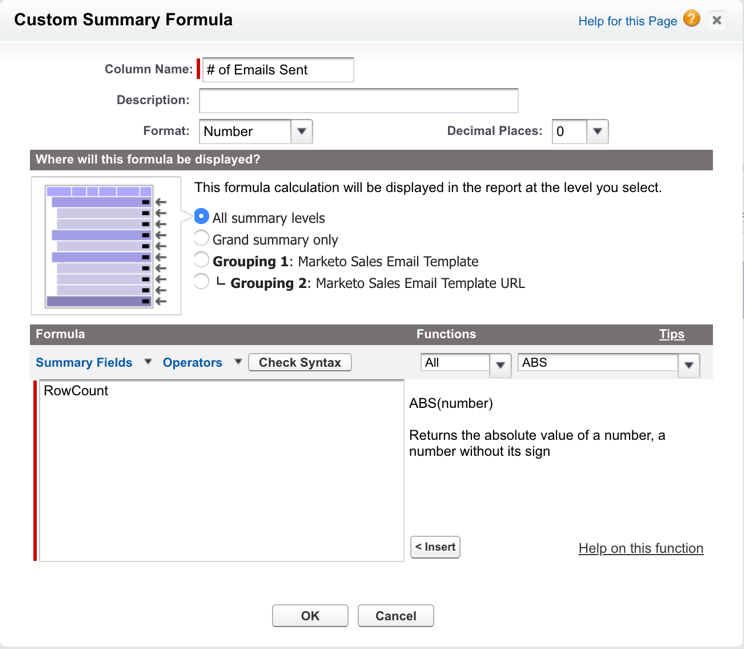 Custom Summary Formula
Help for this Page ?
Column Name: # of Emails Sent
Description:
Format: Number
Decimal Places: 0
Where will this formula be displayed?
This formula calculation will be displayed in the report at the level you select.
All summary levels
Grand summary only
Grouping 1: Marketo Sales Email Template
Grouping 2: Marketo Sales Email Template URL
Formula
Functions
Tips
Summary Fields
Operators
Check Syntax
All
ABS
RowCount
ABS(number)
Returns the absolute value of a number, a
number without its sign
< Insert
Help on this function
OK
Cancel